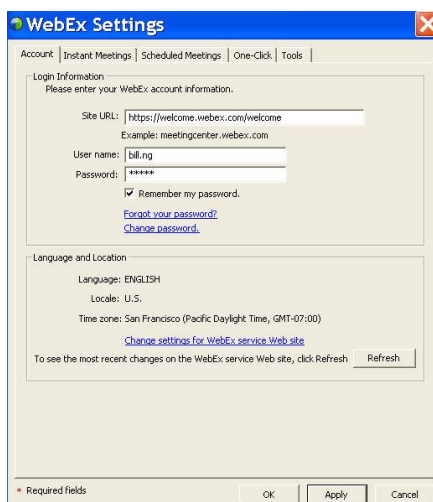 WebEx Settings
Account Instant Meetings Scheduled Meetings One-Click Tools
Login Information
Please enter your WebEx account information.
Site URL: https://welcome.webex.com/welcome
Example: meetingcenter.webex.com
User name: bill.ng
Password: *****
Remember my password.
Forgot your password?
Change password.
Language and Location
Language: ENGLISH
Locale: U.S.
Time zone: San Francisco (Pacific Daylight Time, GMT-07:00)
Change settings for WebEx service Web site
To see the most recent changes on the WebEx service Web site, click Refresh Refresh
* Required fields OK Apply Cancel